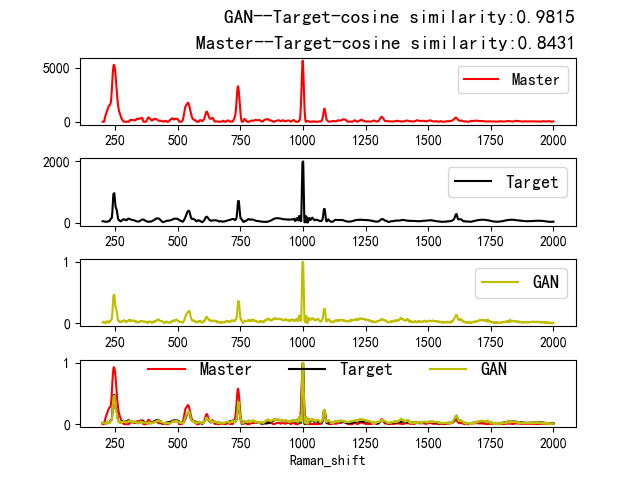 GAN--Target-cosine similarity:0.9815
Master--Target-cosine similarity:0.8431
5000
0
Master
250 500 750 1000 1250 1500 1750 2000
2000
0
Target
250 500 750 1000 1250 1500 1750 2000
1
0
GAN
250 500 750 1000 1250 1500 1750 2000
1
0
Master Target GAN
250 500 750 1000 1250 1500 1750 2000
Raman_shift